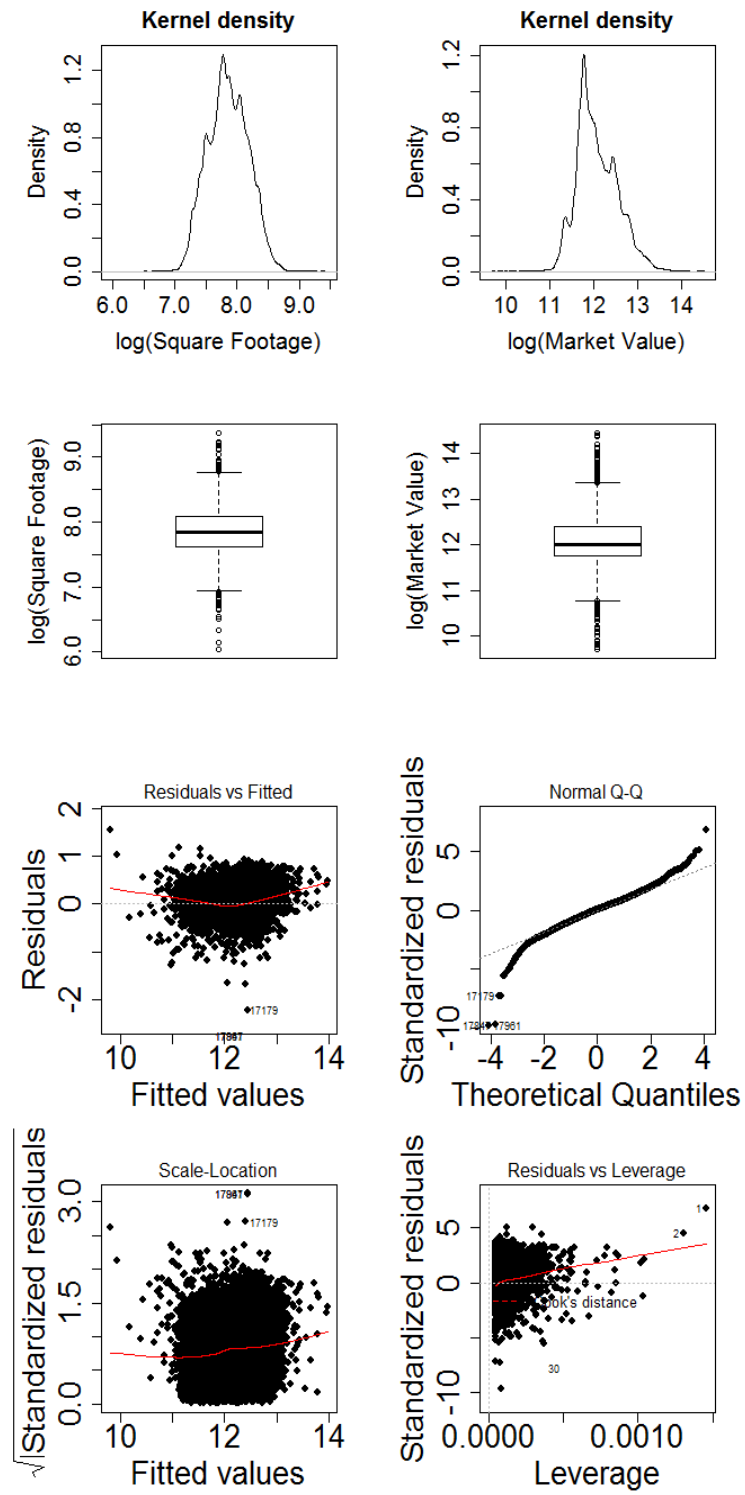 Kernel density
Density
0.0 0.4 0.8 1.2
6.0 7.0 8.0 9.0
log(Square Footage)
Kernel density
Density
0.0 0.4 0.8 1.2
10 11 12 13 14
log(Market Value)
log(Square Footage)
6.0 7.0 8.0 9.0
log(Market Value)
10 11 12 13 14
Residuals vs Fitted
Residuals
-2 0 1 2
17179
10 12 14
Fitted values
Normal Q-Q
Standardized residuals
-10 0 5
17179
7961
-4 -2 0 2 4
Theoretical Quantiles
Scale-Location
√|Standardized residuals
0.0 1.5 3.0
17179
10 12 14
Fitted values
Residuals vs Leverage
Standardized residuals
-10 0 5
1
2
ook's distance
30
0.0000 0.0010
Leverage